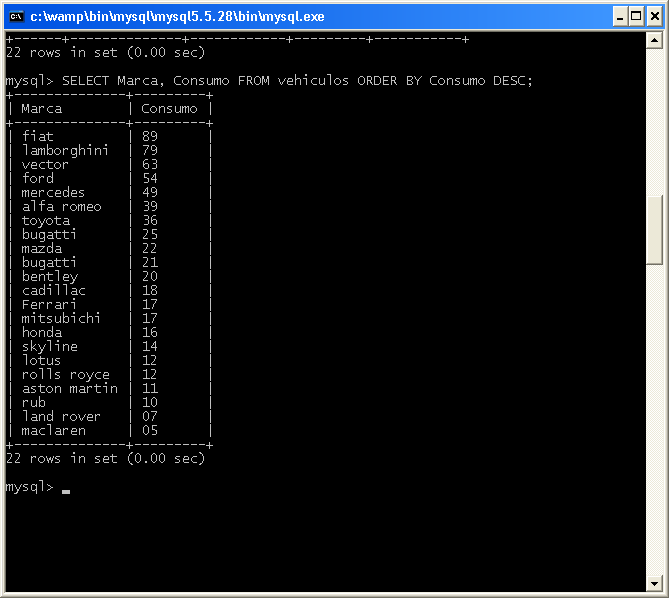 c:\wamp\bin\mysql\mysql5.5.28\bin\mysql.exe
+------+--------------+------------+---------+-----------+
22 rows in set (0.00 sec)
mysql> SELECT Marca, Consumo FROM vehiculos ORDER BY Consumo DESC;
+--------------+---------+
| Marca        | Consumo |
+--------------+---------+
| fiat         | 89      |
| lamborghini  | 79      |
| vector       | 63      |
| ford         | 54      |
| mercedes     | 49      |
| alfa romeo   | 39      |
| toyota       | 36      |
| bugatti      | 25      |
| mazda        | 22      |
| bugatti      | 21      |
| bentley      | 20      |
| cadillac     | 18      |
| Ferrari      | 17      |
| mitsubichi   | 17      |
| honda        | 16      |
| skyline      | 14      |
| lotus        | 12      |
| rolls royce  | 12      |
| aston martin | 11      |
| rub          | 10      |
| land rover   | 07      |
| maclaren     | 05      |
+--------------+---------+
22 rows in set (0.00 sec)
mysql> _